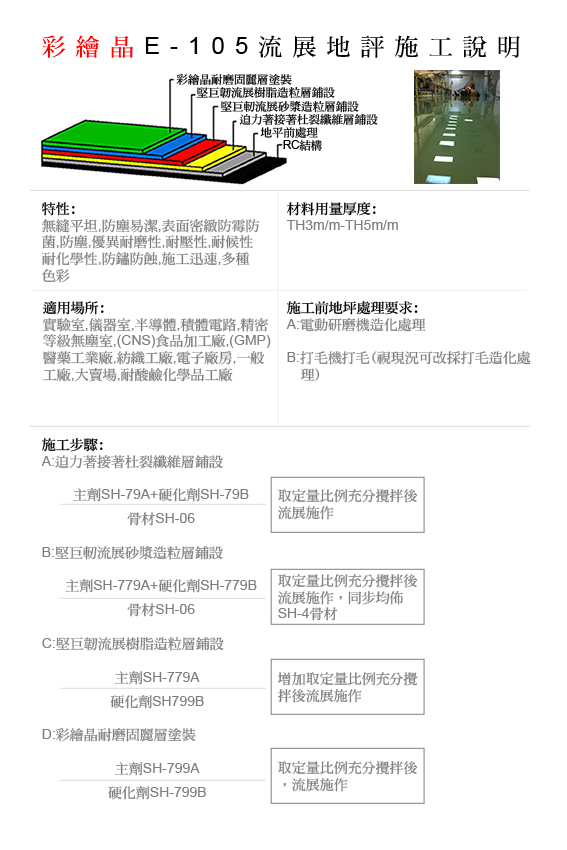 彩繪晶E-105流展地評施工說明
彩繪晶耐磨固麗層塗裝
堅巨韌流展樹脂造粒層鋪設
堅巨軔流展砂漿造粒層鋪設
迫力著接著杜裂纖維層鋪設
地平前處理
RC結構
特性:
無縫平坦,防塵易潔,表面密緻防霉防
菌,防塵,優異耐磨性,耐壓性,耐候性
耐化學性,防鏽防蝕,施工迅速,多種
色彩
材料用量厚度:
TH3m/m-TH5m/m
適用場所:
實驗室,儀器室,半導體,積體電路,精密
等級無塵室,(CNS)食品加工廠,(GMP)
醫藥工業廠,紡織工廠,電子廠房,一般
工廠,大賣場,耐酸鹼化學品工廠
施工前地坪處理要求:
A:電動研磨機造化處理
B:打毛機打毛(視現況可改採打毛造化處
理)
施工步驟:
A:迫力著接著杜裂纖維層鋪設
主劑SH-79A+硬化劑SH-79B
骨材SH-06
取定量比例充分攪拌後
流展施作
B:堅巨軔流展砂漿造粒層鋪設
主劑SH-779A+硬化劑SH-779B
骨材SH-06
取定量比例充分攪拌後
流展施作，同步均佈
SH-4骨材
C:堅巨韌流展樹脂造粒層鋪設
主劑SH-779A
硬化劑SH799B
增加取定量比例充分攪
拌後流展施作
D:彩繪晶耐磨固麗層塗裝
主劑SH-799A
硬化劑SH-799B
取定量比例充分攪拌後
，流展施作